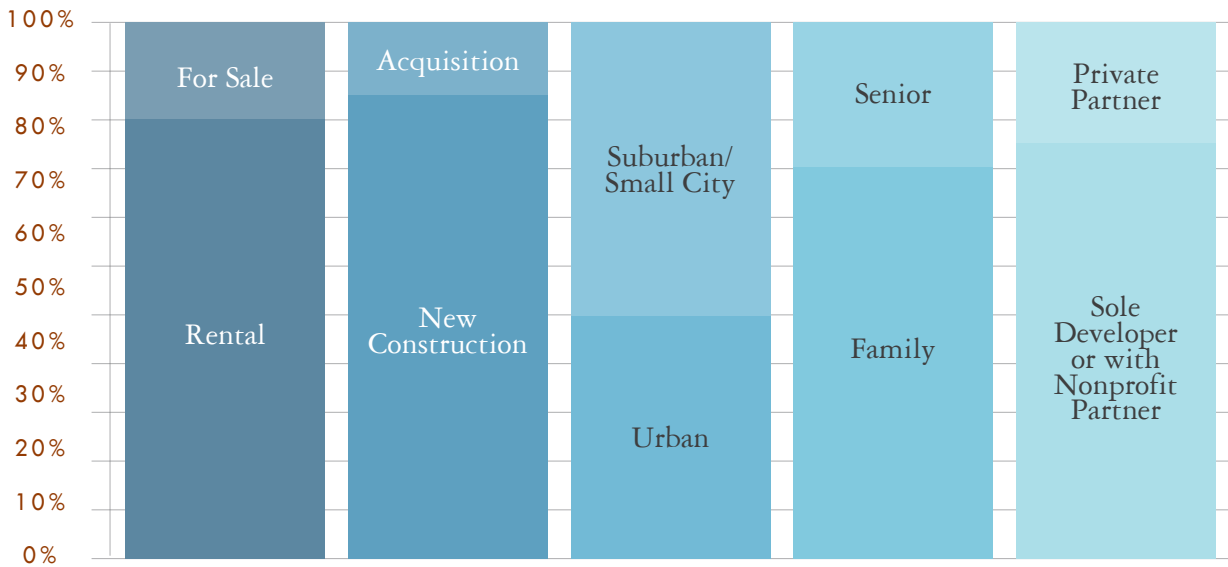 100%
90%
80%
70%
60%
50%
40%
30%
20%
10%
0%
For Sale
Rental
Acquisition
New
Construction
Suburban/
Small City
Urban
Senior
Family
Private
Partner
Sole
Developer
or with
Nonprofit
Partner